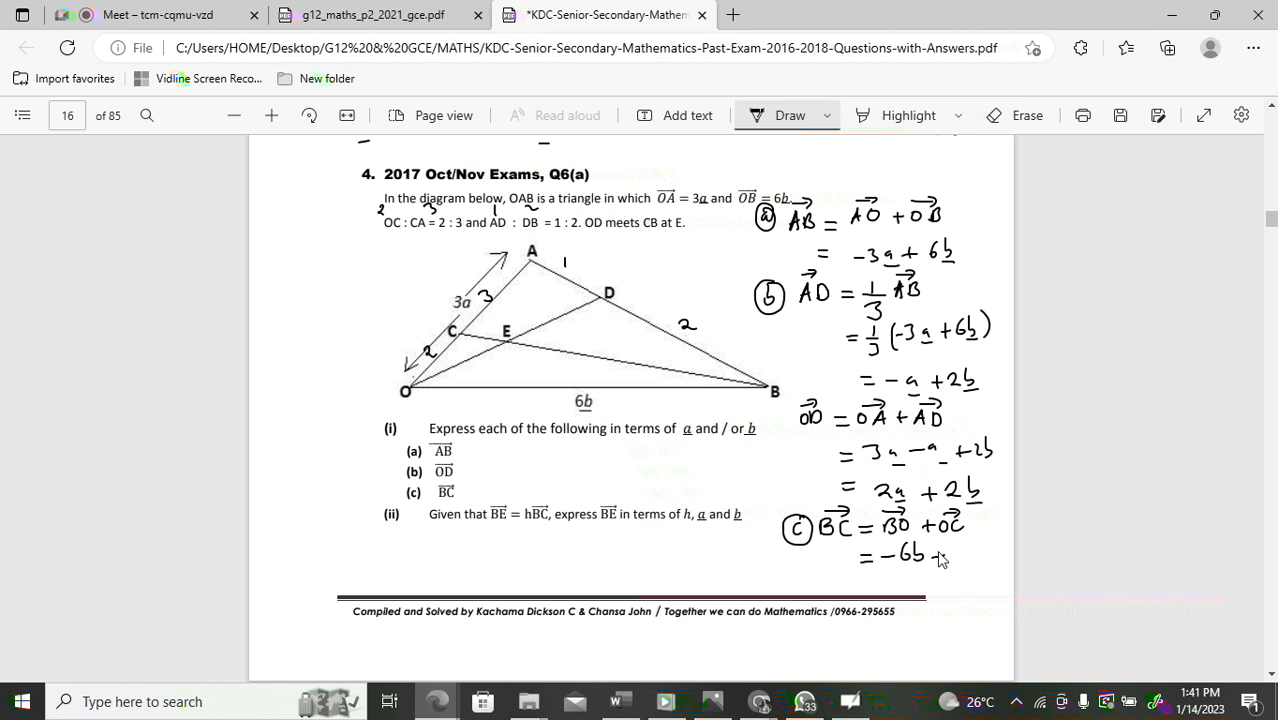 Meet – tcm-cqmu-vzd
g12_maths_p2_2021_gce.pdf
*KDC-Senior-Secondary-Mathem
File
C:/Users/HOME/Desktop/G12%20&%20GCE/MATHS/KDC-Senior-Secondary-Mathematics-Past-Exam-2016-2018-Questions-with-Answers.pdf
Import favorites
Vidline Screen Reco...
New folder
16 of 85
Page view
Read aloud
Add text
Draw
Highlight
Erase
4. 2017 Oct/Nov Exams, Q6(a)
In the diagram below, OAB is a triangle in which OA = 3a and OB = 6b.
2 3 1 2
OC : CA = 2 : 3 and AD : DB = 1 : 2. OD meets CB at E.
A
1
D
3a
3
2
C
E
2
O
B
6b
(i) Express each of the following in terms of a and / or b
(a) AB
(b) OD
(c) BC
(ii) Given that BE = hBC, express BE in terms of h, a and b
(a) AB = AO + OB
= -3a + 6b
(b) AD = 1/3 AB
= 1/3 (-3a + 6b)
= -a + 2b
OD = OA + AD
= 3a - a + 2b
= 2a + 2b
(c) BC = BO + OC
= -6b
Compiled and Solved by Kachama Dickson C & Chansa John / Together we can do Mathematics /0966-295655
Type here to search
33
26°C
1:41 PM
1/14/2023
1